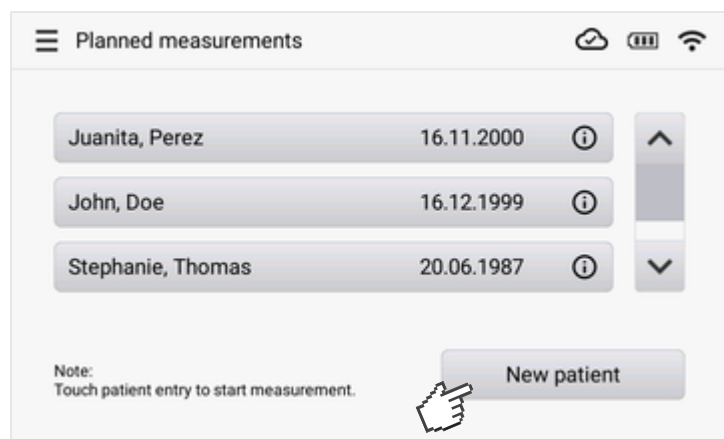 Planned measurements
Juanita, Perez 16.11.2000
John, Doe 16.12.1999
Stephanie, Thomas 20.06.1987
Note:
Touch patient entry to start measurement.
New patient